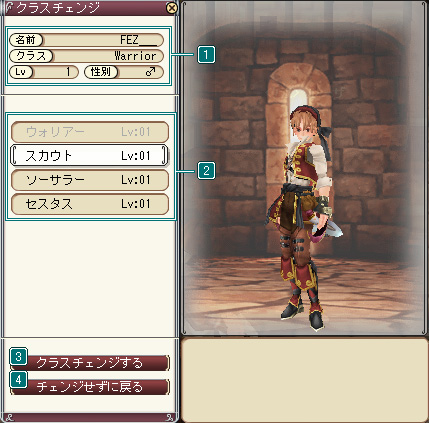 クラスチェンジ
名前 FEZ__
クラス Warrior
Lv 1 性別 ♂
1
ウォリアー Lv:01
スカウト Lv:01
2
ソーサラー Lv:01
セスタス Lv:01
3
クラスチェンジする
4
チェンジせずに戻る